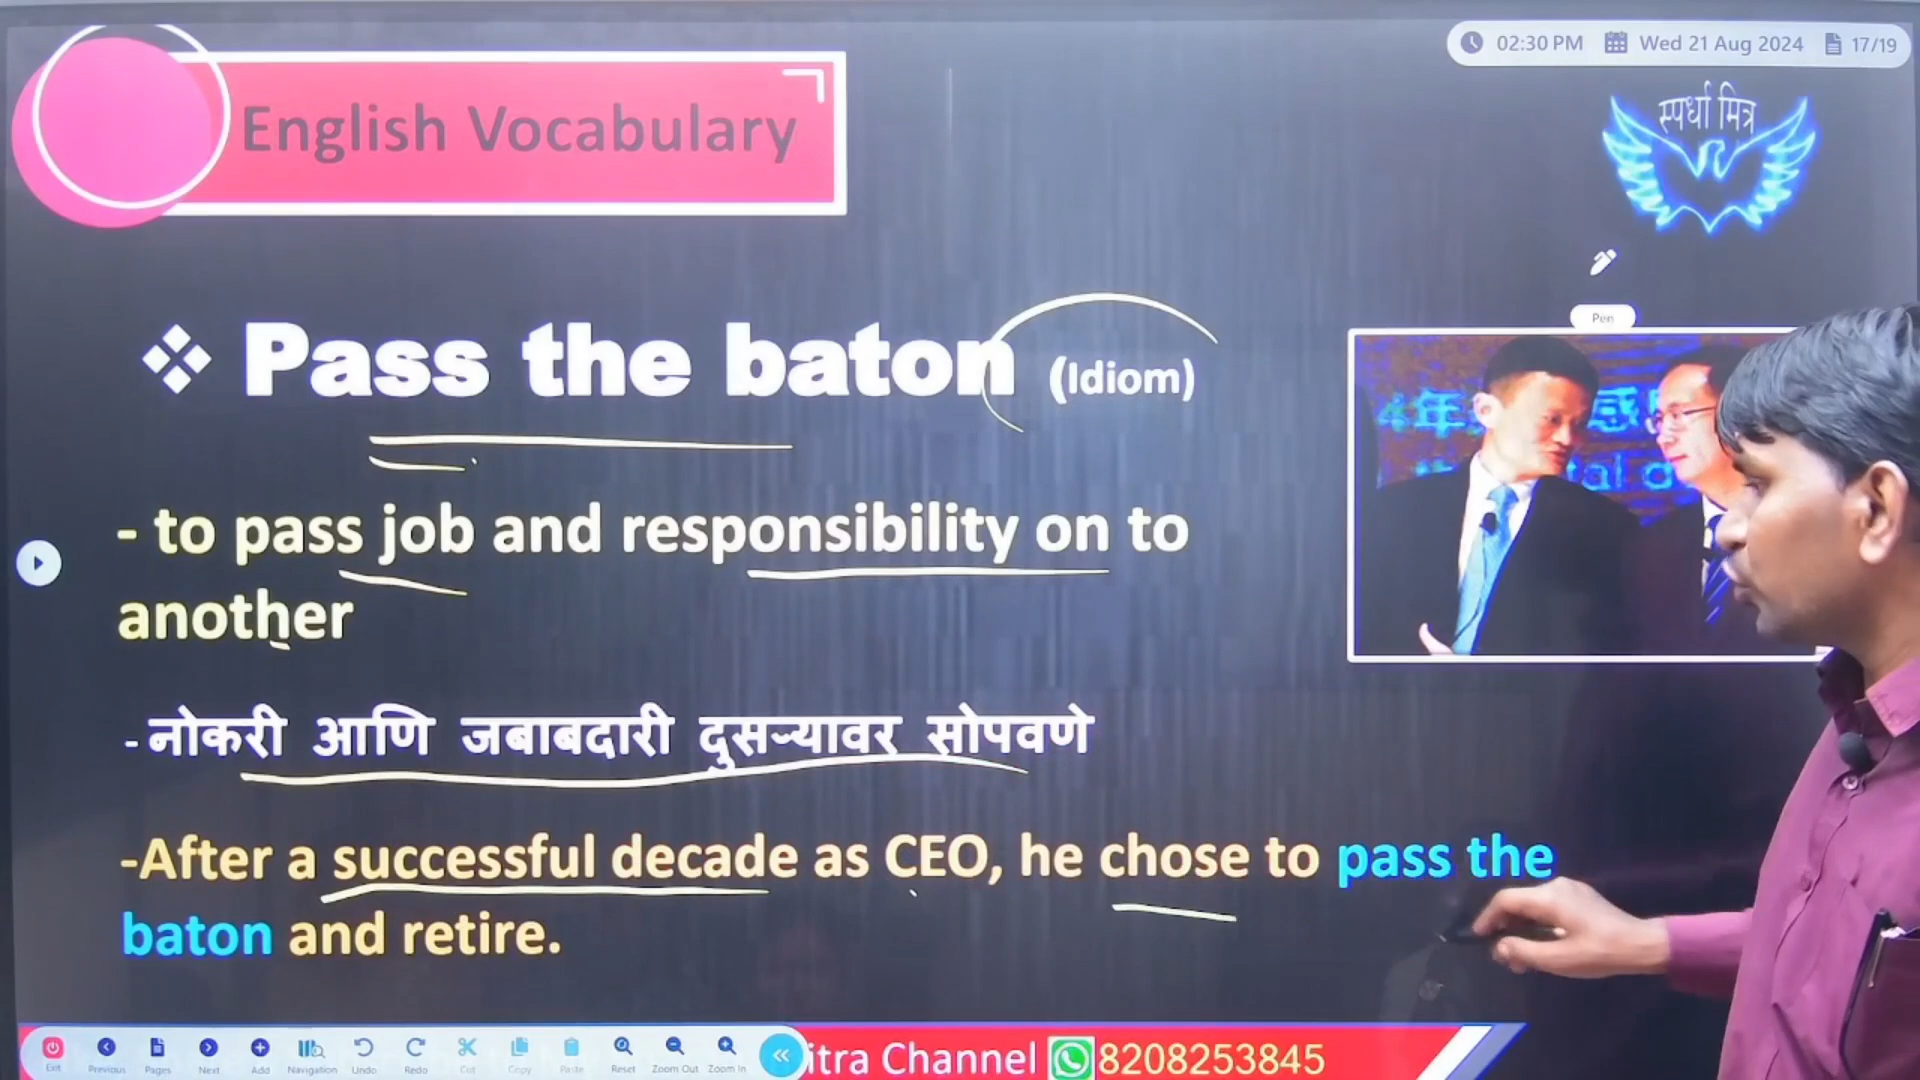 02:30 PM Wed 21 Aug 2024 17/19
English Vocabulary
स्पर्धा मित्र
Pen
❖ Pass the baton (Idiom)
- to pass job and responsibility on to
another
- नोकरी आणि जबाबदारी दुसऱ्यावर सोपवणे
-After a successful decade as CEO, he chose to pass the
baton and retire.
Exit Previous Pages Next Add Navigation Undo Redo Cut Copy Paste Reset Zoom Out Zoom In
itra Channel 8208253845